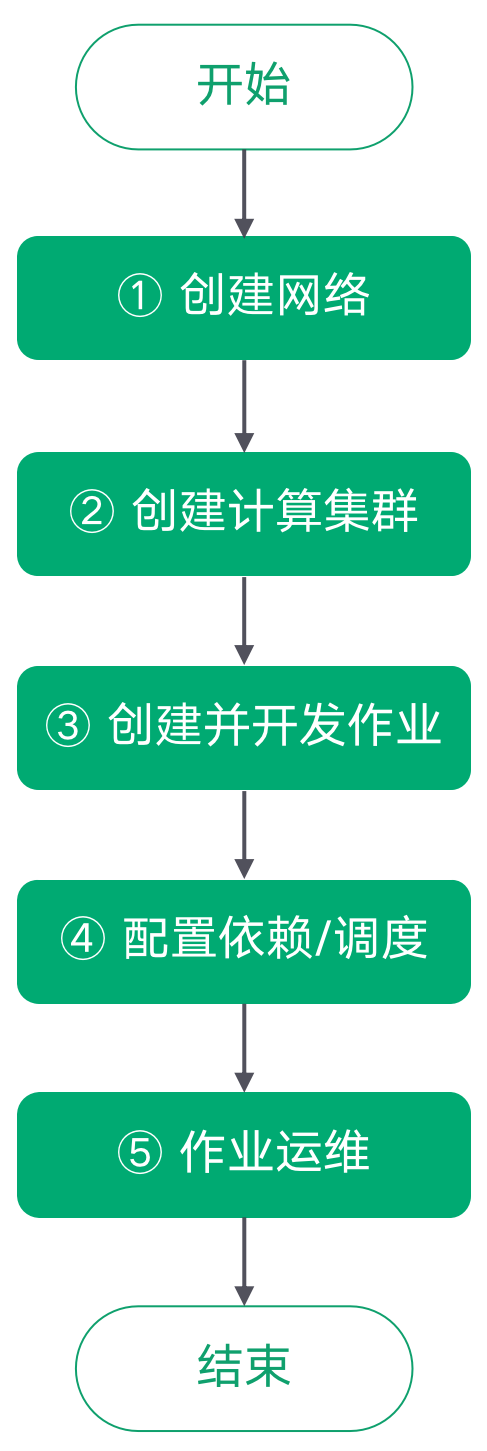 开始
① 创建网络
② 创建计算集群
③ 创建并开发作业
④ 配置依赖/调度
⑤ 作业运维
结束